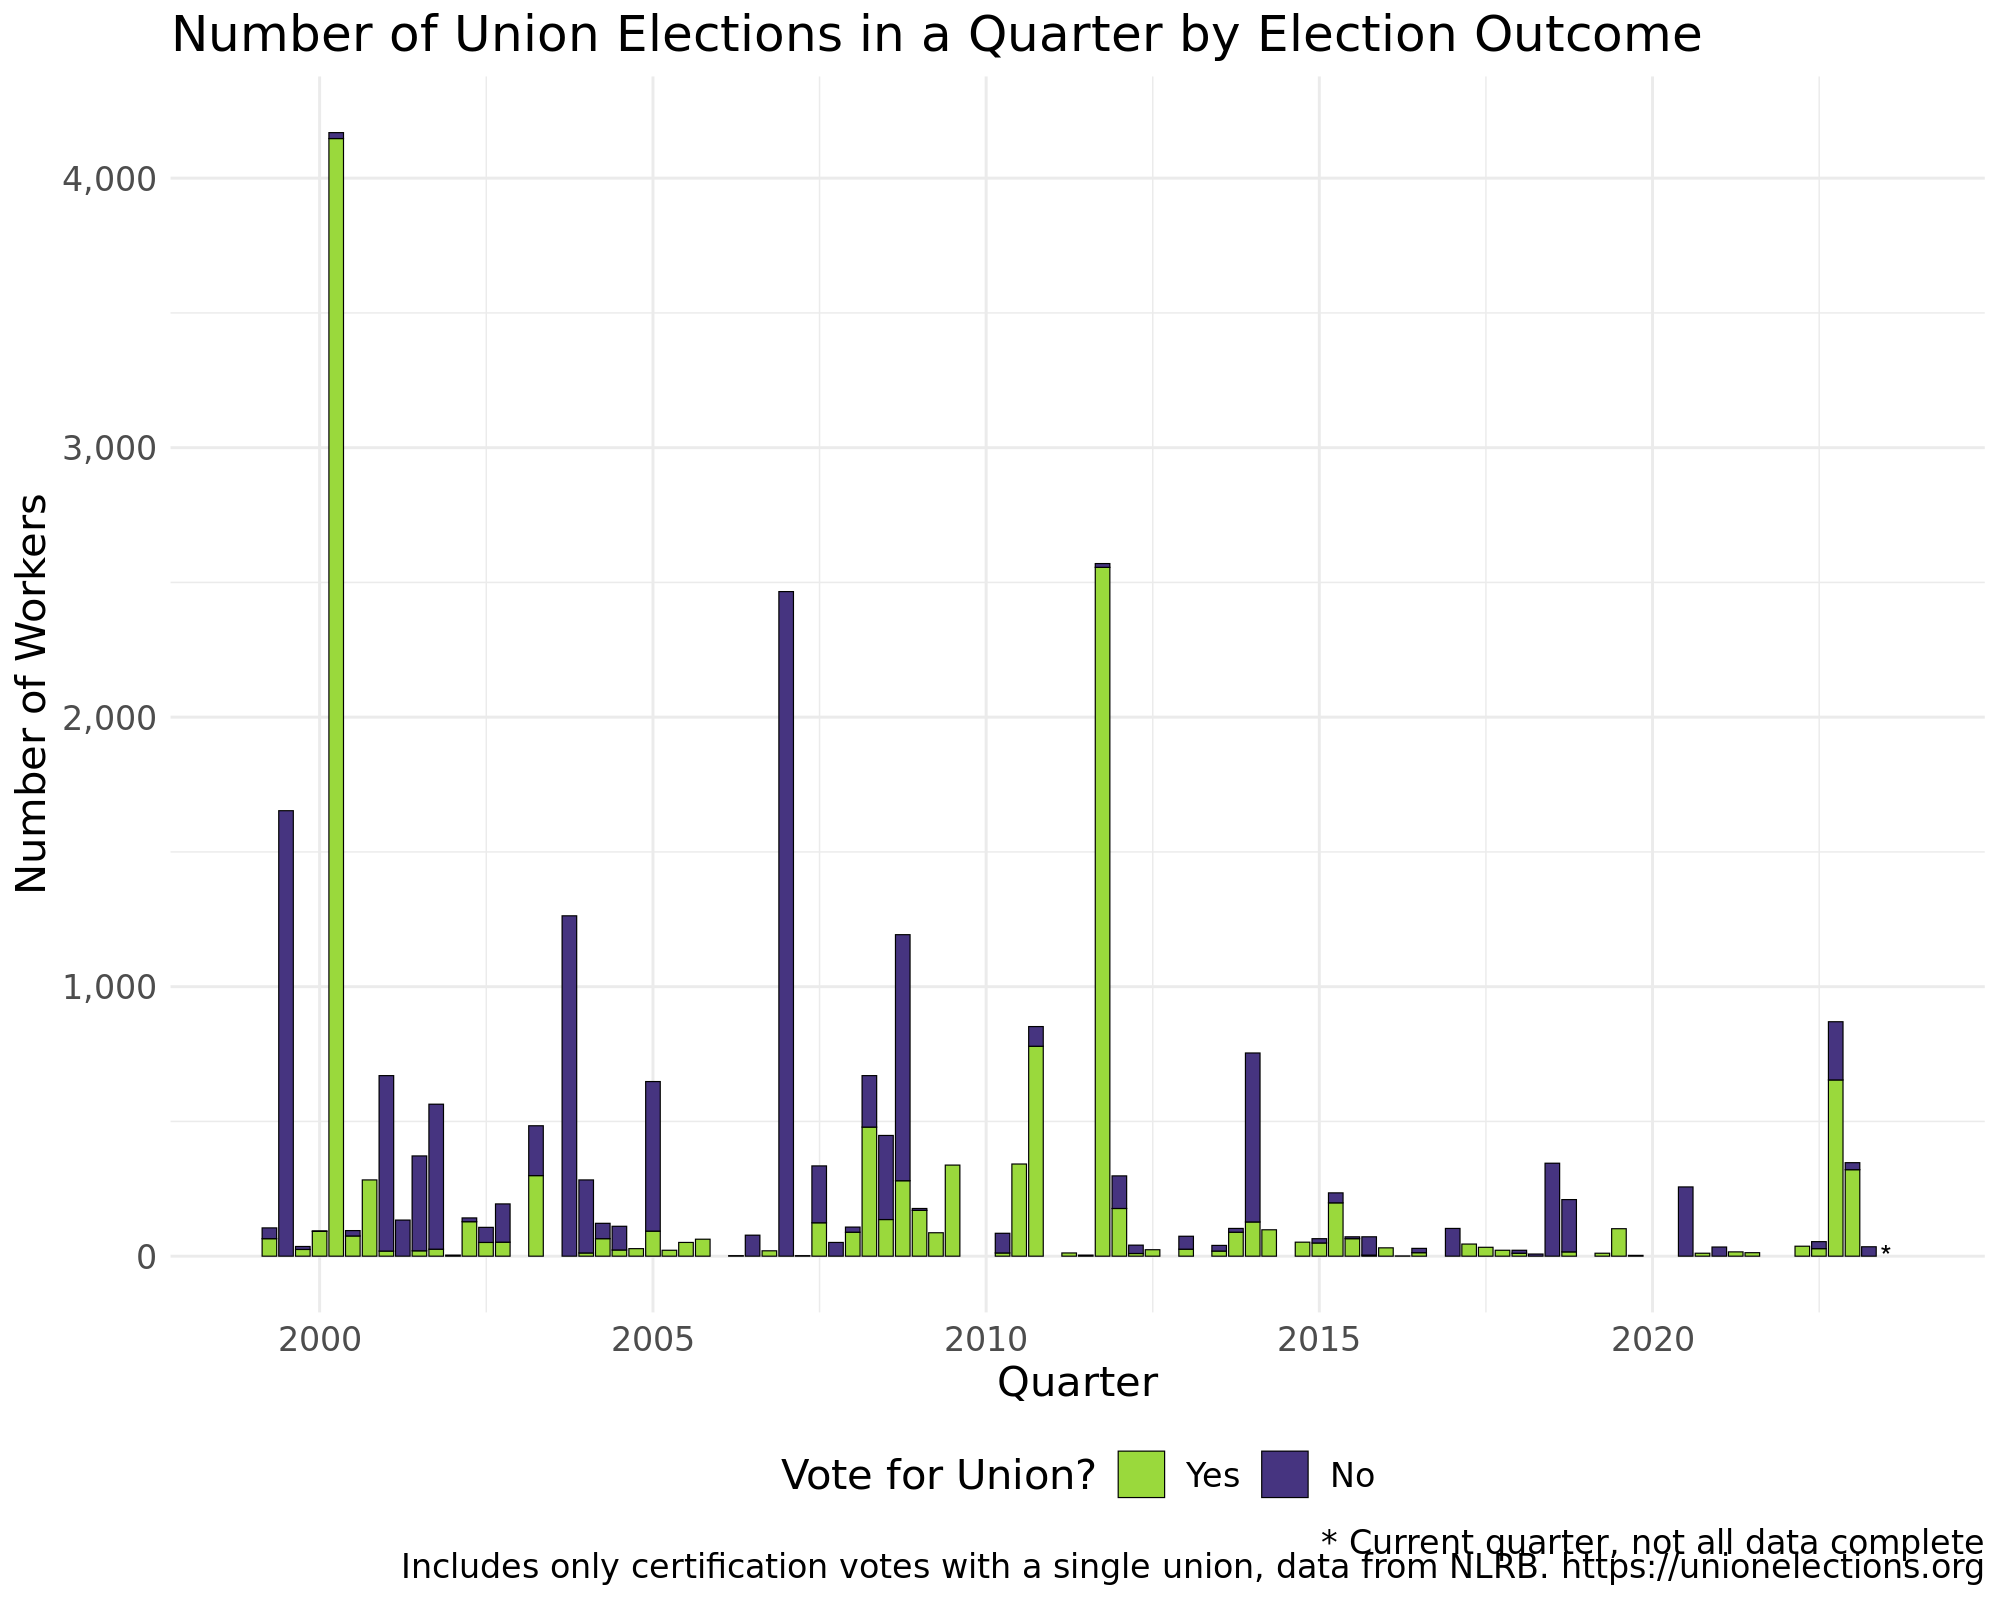 Number of Union Elections in a Quarter by Election Outcome
Number of Workers
4,000
3,000
2,000
1,000
0
*
2000 2005 2010 2015 2020
Quarter
Vote for Union? Yes No
* Current quarter, not all data complete
Includes only certification votes with a single union, data from NLRB. https://unionelections.org